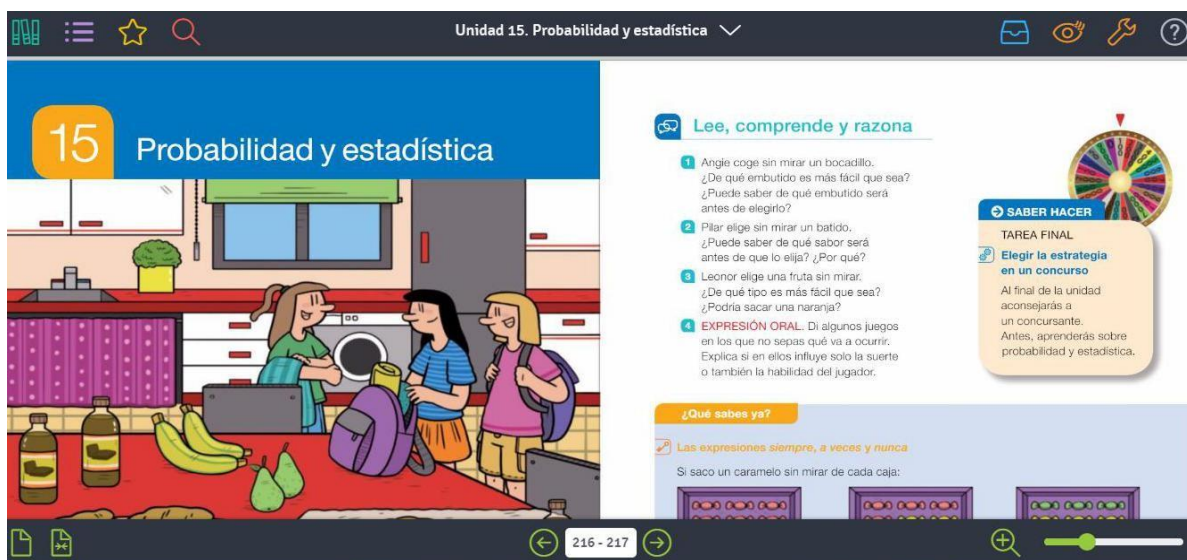 Unidad 15. Probabilidad y estadística
15
Probabilidad y estadística
Lee, comprende y razona
1 Angie coge sin mirar un bocadillo.
¿De qué embutido es más fácil que sea?
¿Puede saber de qué embutido será
antes de elegirlo?
2 Pilar elige sin mirar un batido.
¿Puede saber de qué sabor será
antes de que lo elija? ¿Por qué?
3 Leonor elige una fruta sin mirar.
¿De qué tipo es más fácil que sea?
¿Podría sacar una naranja?
4 EXPRESIÓN ORAL. Di algunos juegos
en los que no sepas qué va a ocurrir.
Explica si en ellos influye solo la suerte
o también la habilidad del jugador.
SABER HACER
TAREA FINAL
Elegir la estrategia
en un concurso
Al final de la unidad
aconsejarás a
un concursante.
Antes, aprenderás sobre
probabilidad y estadística.
¿Qué sabes ya?
Las expresiones siempre, a veces y nunca
Si saco un caramelo sin mirar de cada caja:
216 - 217